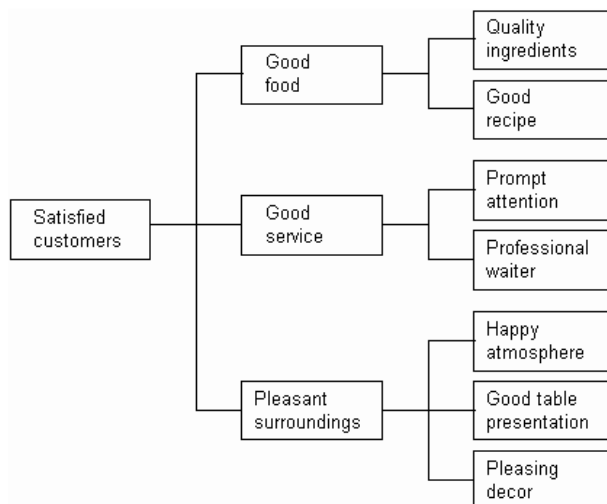 Satisfied
customers
Good
food
Quality
ingredients
Good
recipe
Good
service
Prompt
attention
Professional
waiter
Pleasant
surroundings
Happy
atmosphere
Good table
presentation
Pleasing
decor